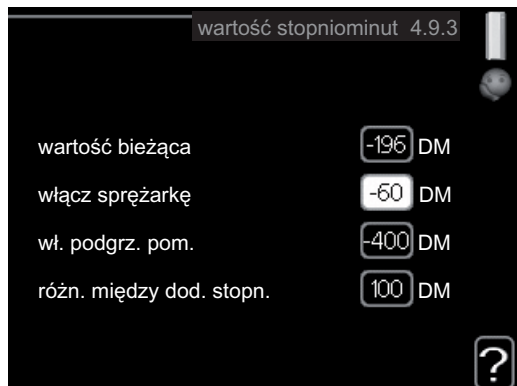 wartość stopniominut 4.9.3
wartość bieżąca -196 DM
włącz sprężarkę -60 DM
wł. podgrz. pom. -400 DM
różn. między dod. stopn. 100 DM
?